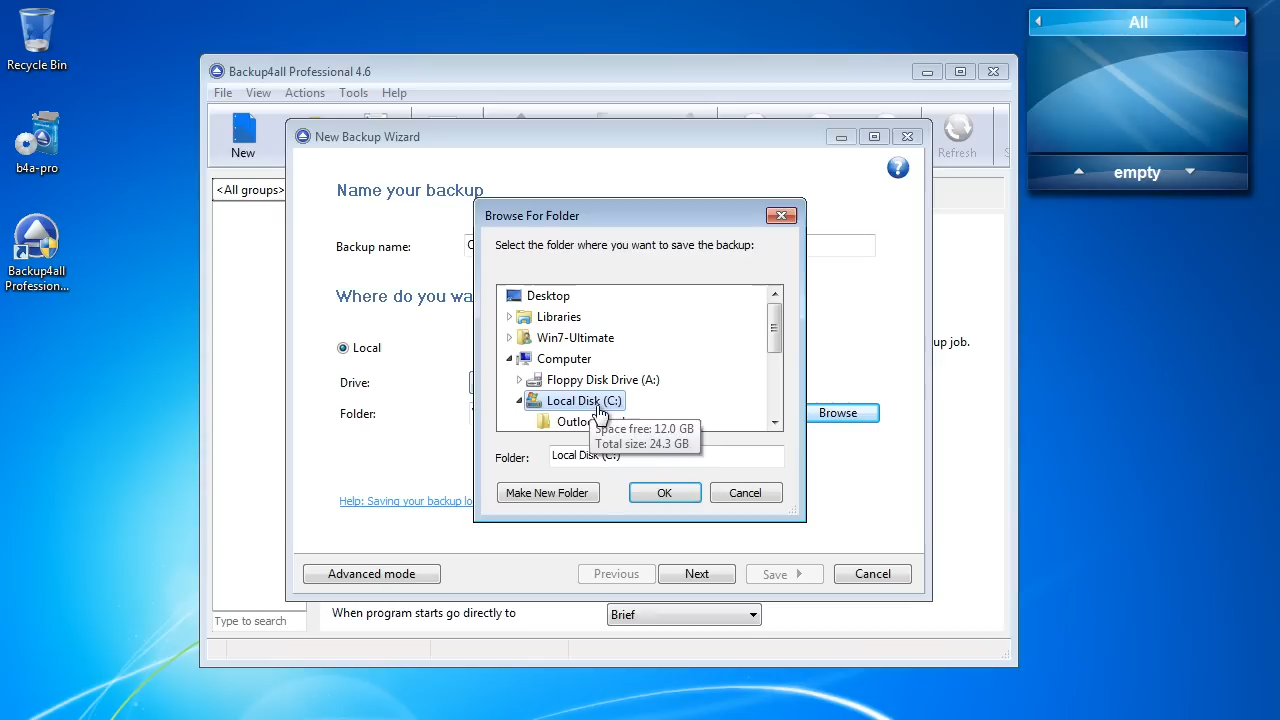 Recycle Bin
b4a-pro
Backup4all
Profession...
All
empty
Backup4all Professional 4.6
File View Actions Tools Help
New
Refresh
<All groups>
New Backup Wizard
Name your backup
Backup name:
Where do you wa
Local
up job.
Drive:
Folder:
Browse
Help: Saving your backup lo
Browse For Folder
Select the folder where you want to save the backup:
Desktop
Libraries
Win7-Ultimate
Computer
Floppy Disk Drive (A:)
Local Disk (C:)
Outlo
Space free: 12.0 GB
Total size: 24.3 GB
Folder: Local Disk (C:)
Make New Folder OK Cancel
Advanced mode Previous Next Save Cancel
When program starts go directly to Brief
Type to search